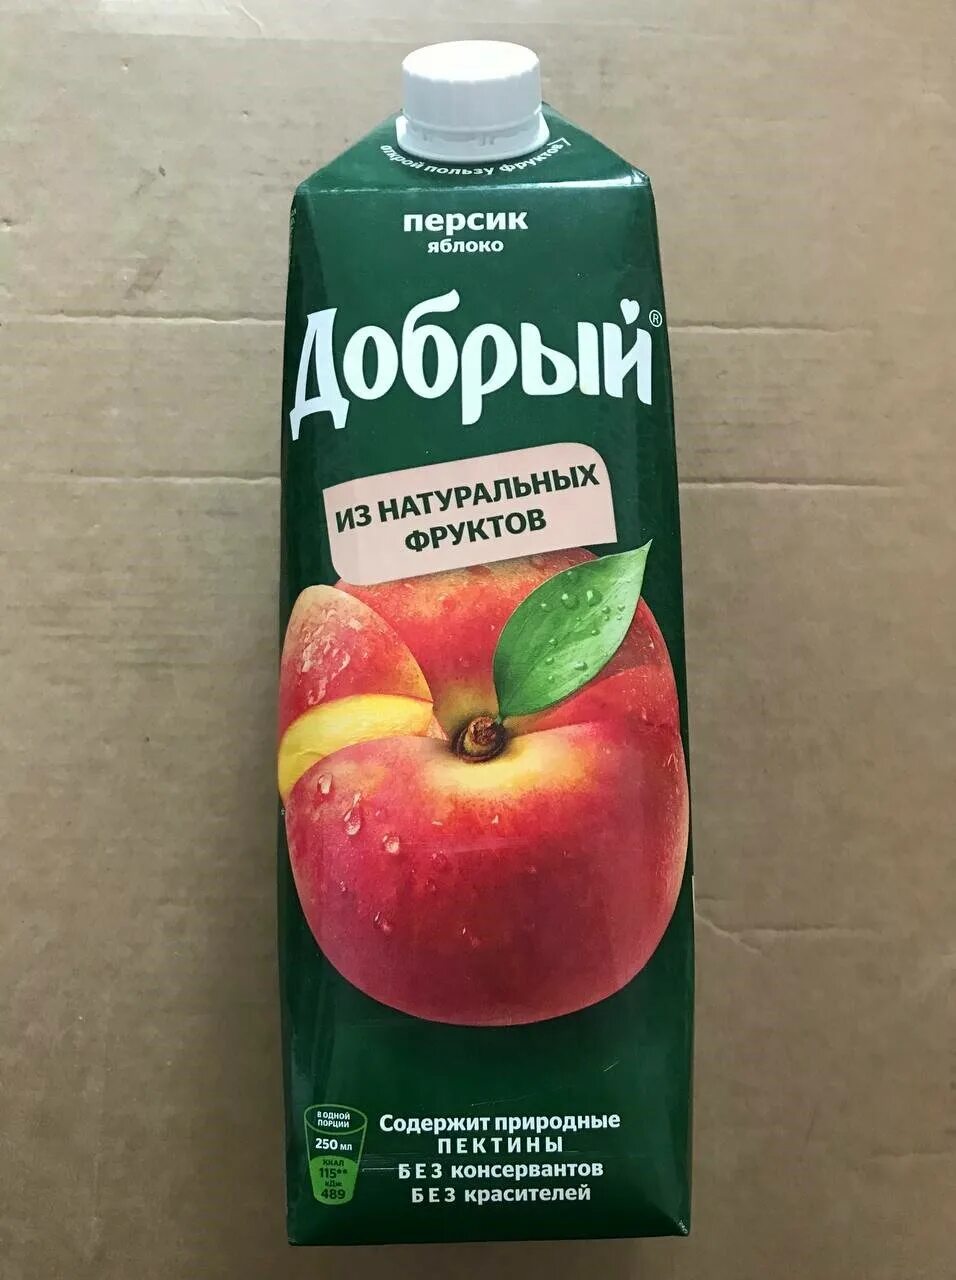 открой пользу фруктов
персик
яблоко
Добрый®
ИЗ НАТУРАЛЬНЫХ
ФРУКТОВ
В ОДНОЙ
ПОРЦИИ
250 мл
ККАЛ
115**
кДж
489
Содержит природные
ПЕКТИНЫ
БЕЗ консервантов
БЕЗ красителей